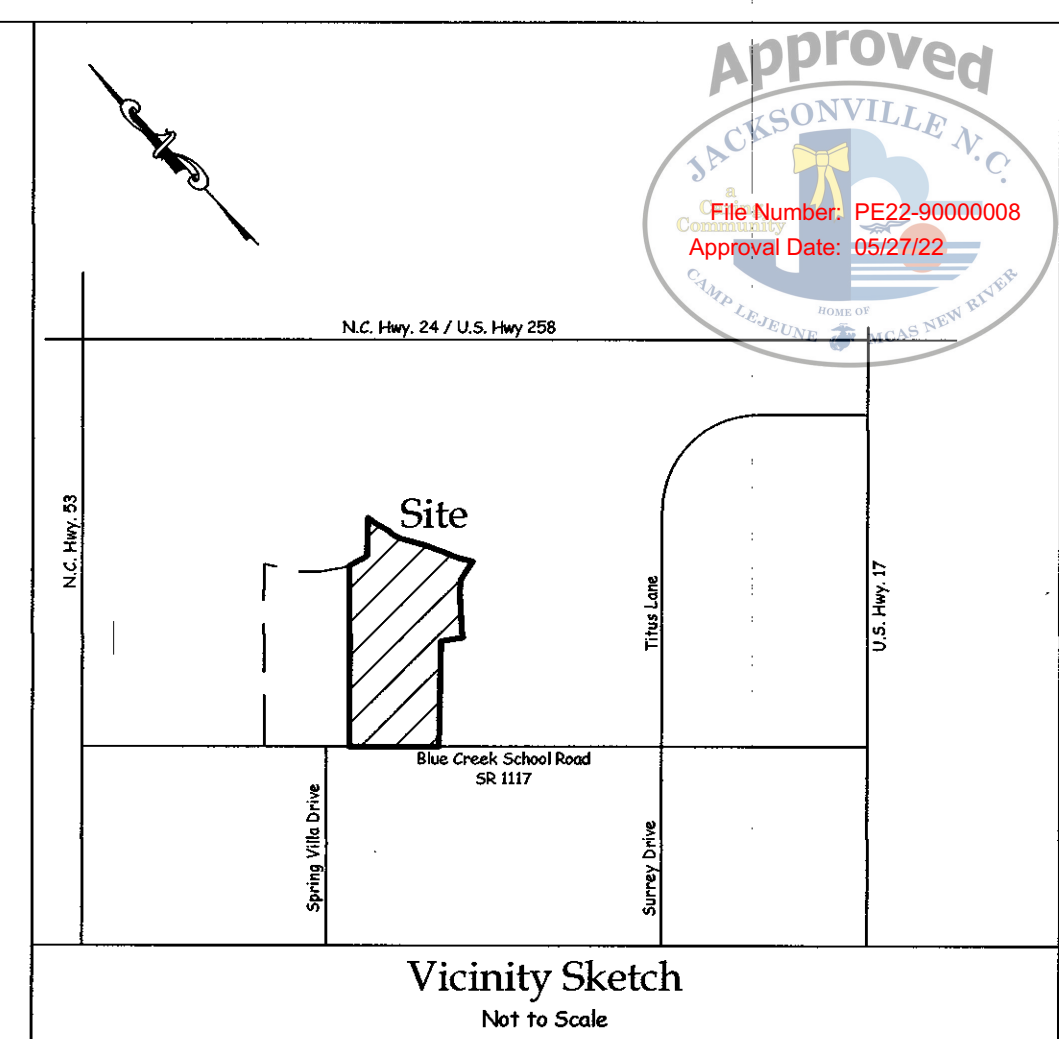 Approved
JACKSONVILLE N.C.
a
Caring
Community
File Number: PE22-90000008
Approval Date: 05/27/22
HOME OF
CAMP LEJEUNE MCAS NEW RIVER
N.C. Hwy. 24 / U.S. Hwy 258
N.C. Hwy. 53
Site
Titus Lane
U.S. Hwy. 17
Blue Creek School Road
SR 1117
Spring Villa Drive
Surrey Drive
Vicinity Sketch
Not to Scale